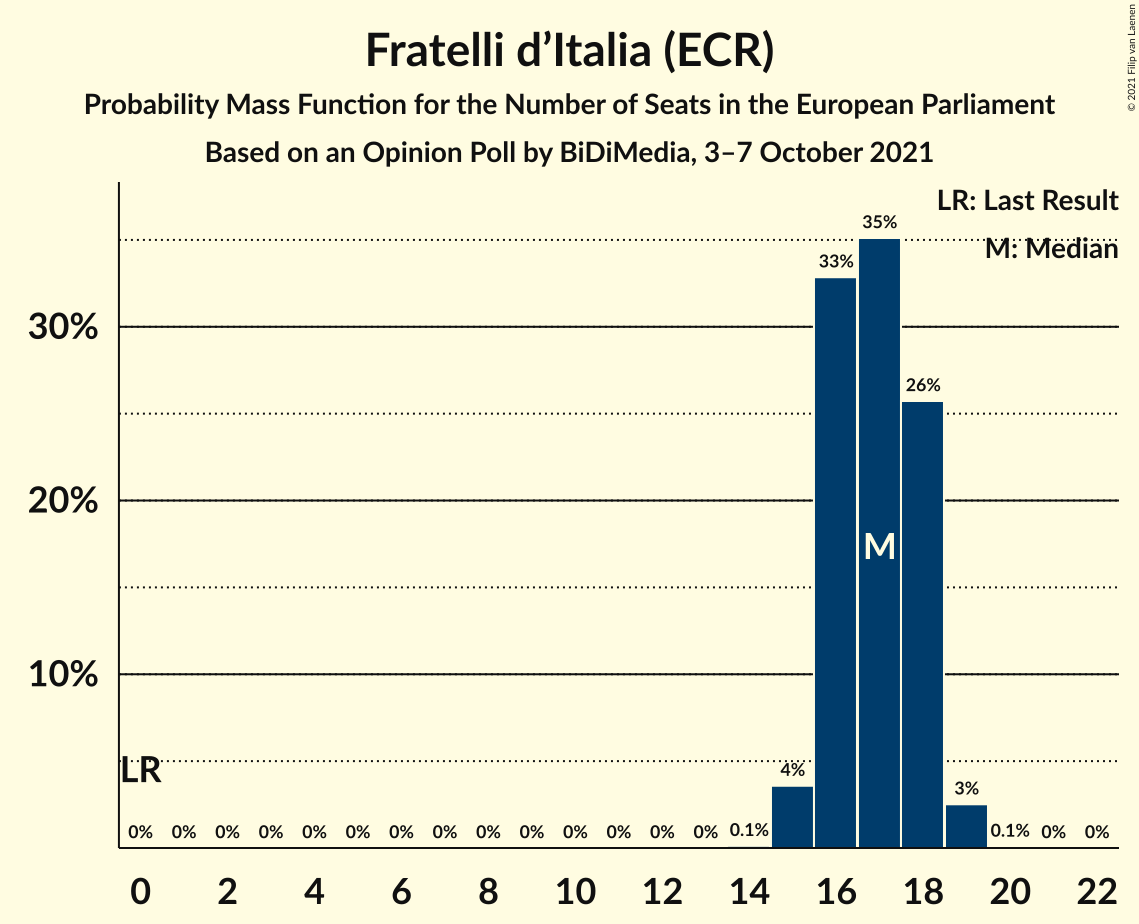 © 2021 Filip van Laenen
Fratelli d’Italia (ECR)
Probability Mass Function for the Number of Seats in the European Parliament
Based on an Opinion Poll by BiDiMedia, 3–7 October 2021
LR: Last Result
M: Median
35%
33%
30%
26%
20%
M
10%
LR
4%
3%
0% 0% 0% 0% 0% 0% 0% 0% 0% 0% 0% 0% 0% 0% 0.1% 0.1% 0% 0%
0 2 4 6 8 10 12 14 16 18 20 22